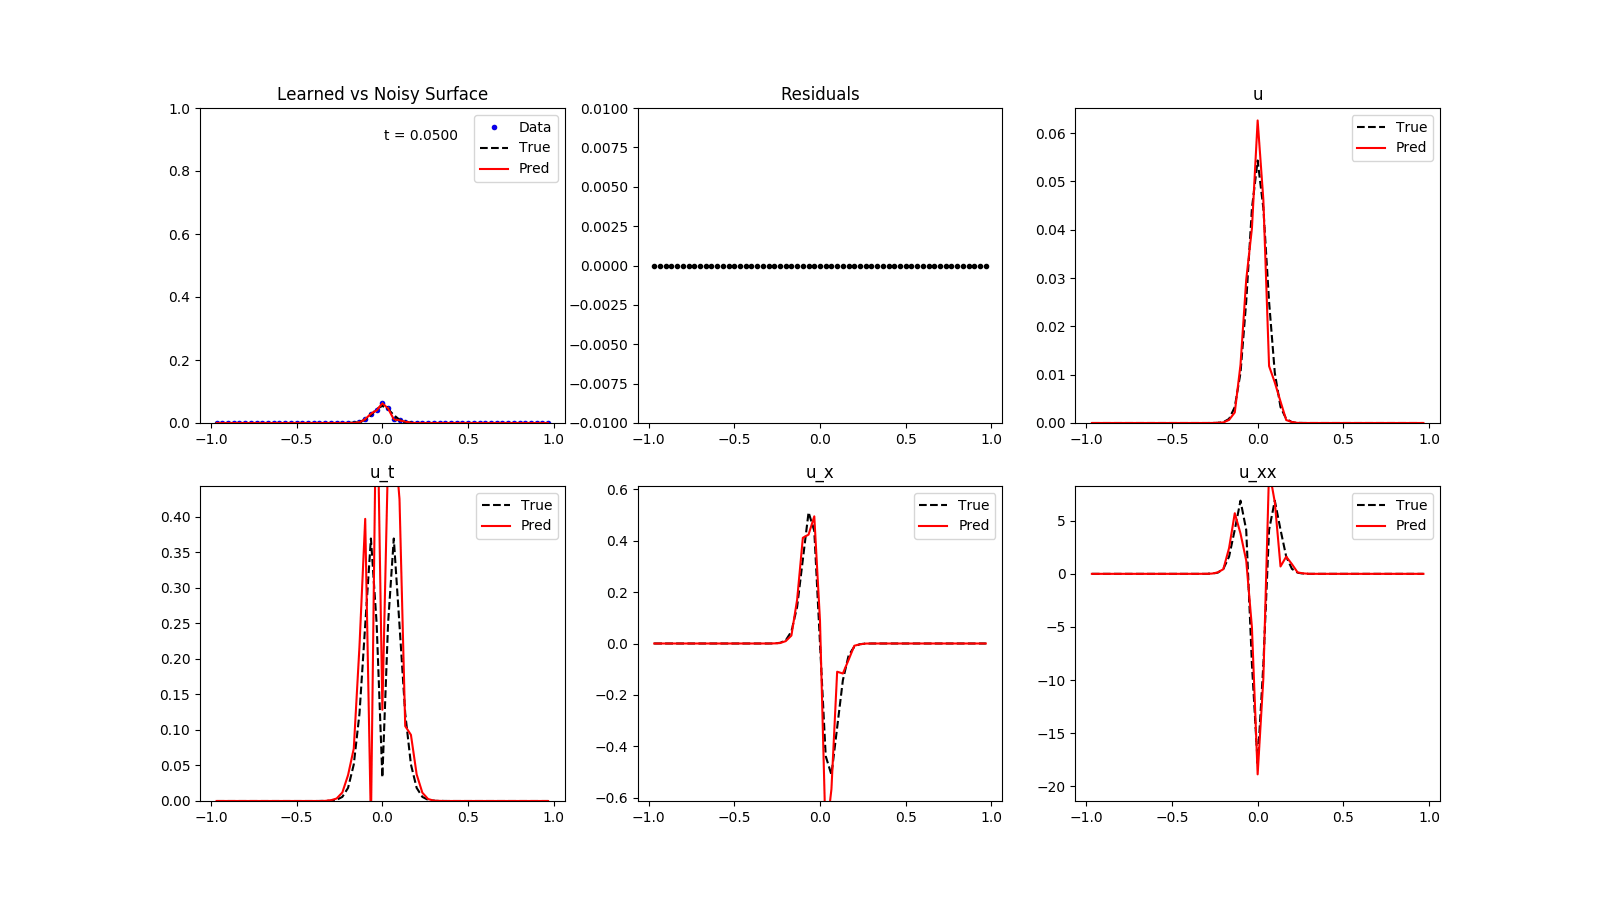 Learned vs Noisy Surface
1.0
0.8
0.6
0.4
0.2
0.0
t = 0.0500
Data
True
Pred
−1.0 −0.5 0.0 0.5 1.0
Residuals
0.0100
0.0075
0.0050
0.0025
0.0000
−0.0025
−0.0050
−0.0075
−0.0100
−1.0 −0.5 0.0 0.5 1.0
u
0.06
0.05
0.04
0.03
0.02
0.01
0.00
True
Pred
−1.0 −0.5 0.0 0.5 1.0
u_t
0.40
0.35
0.30
0.25
0.20
0.15
0.10
0.05
0.00
True
Pred
−1.0 −0.5 0.0 0.5 1.0
u_x
0.6
0.4
0.2
0.0
−0.2
−0.4
−0.6
True
Pred
−1.0 −0.5 0.0 0.5 1.0
u_xx
5
0
−5
−10
−15
−20
True
Pred
−1.0 −0.5 0.0 0.5 1.0